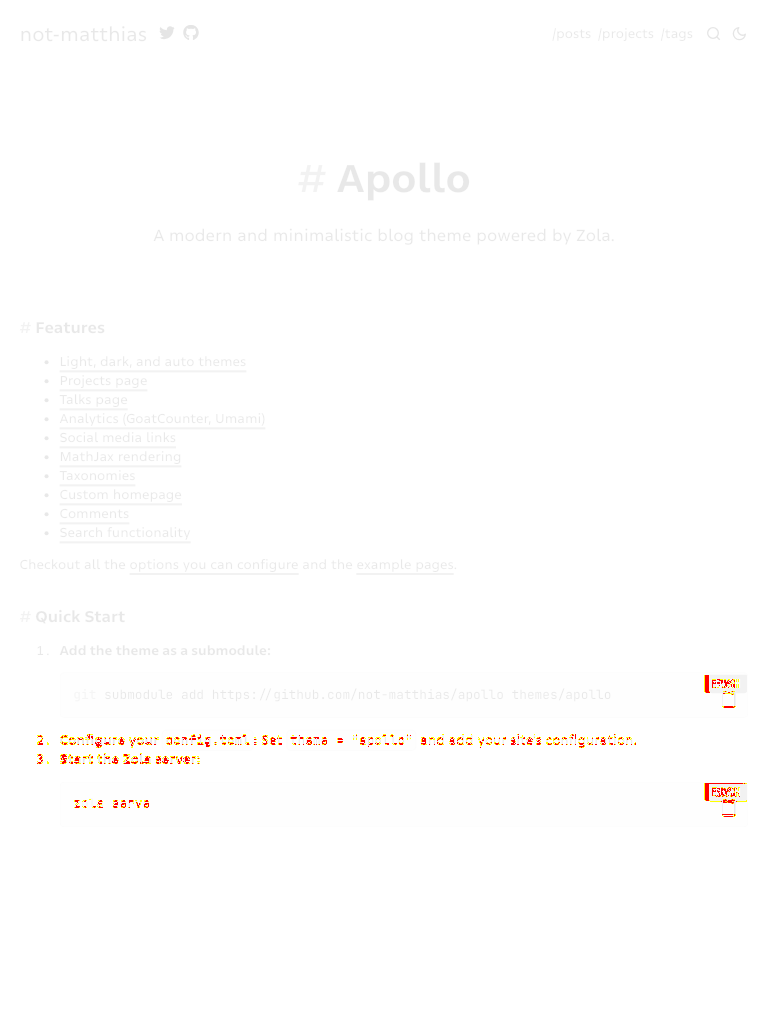 not-matthias /posts /projects /tags
# Apollo
A modern and minimalistic blog theme powered by Zola.
# Features
• Light, dark, and auto themes
• Projects page
• Talks page
• Analytics (GoatCounter, Umami)
• Social media links
• MathJax rendering
• Taxonomies
• Custom homepage
• Comments
• Search functionality
Checkout all the options you can configure and the example pages.
# Quick Start
1. Add the theme as a submodule:
git submodule add https://github.com/not-matthias/apollo themes/apollo
2. Configure your config.toml: Set theme = "apollo" and add your sites configuration.
3. Start the Zola server:
zola serve